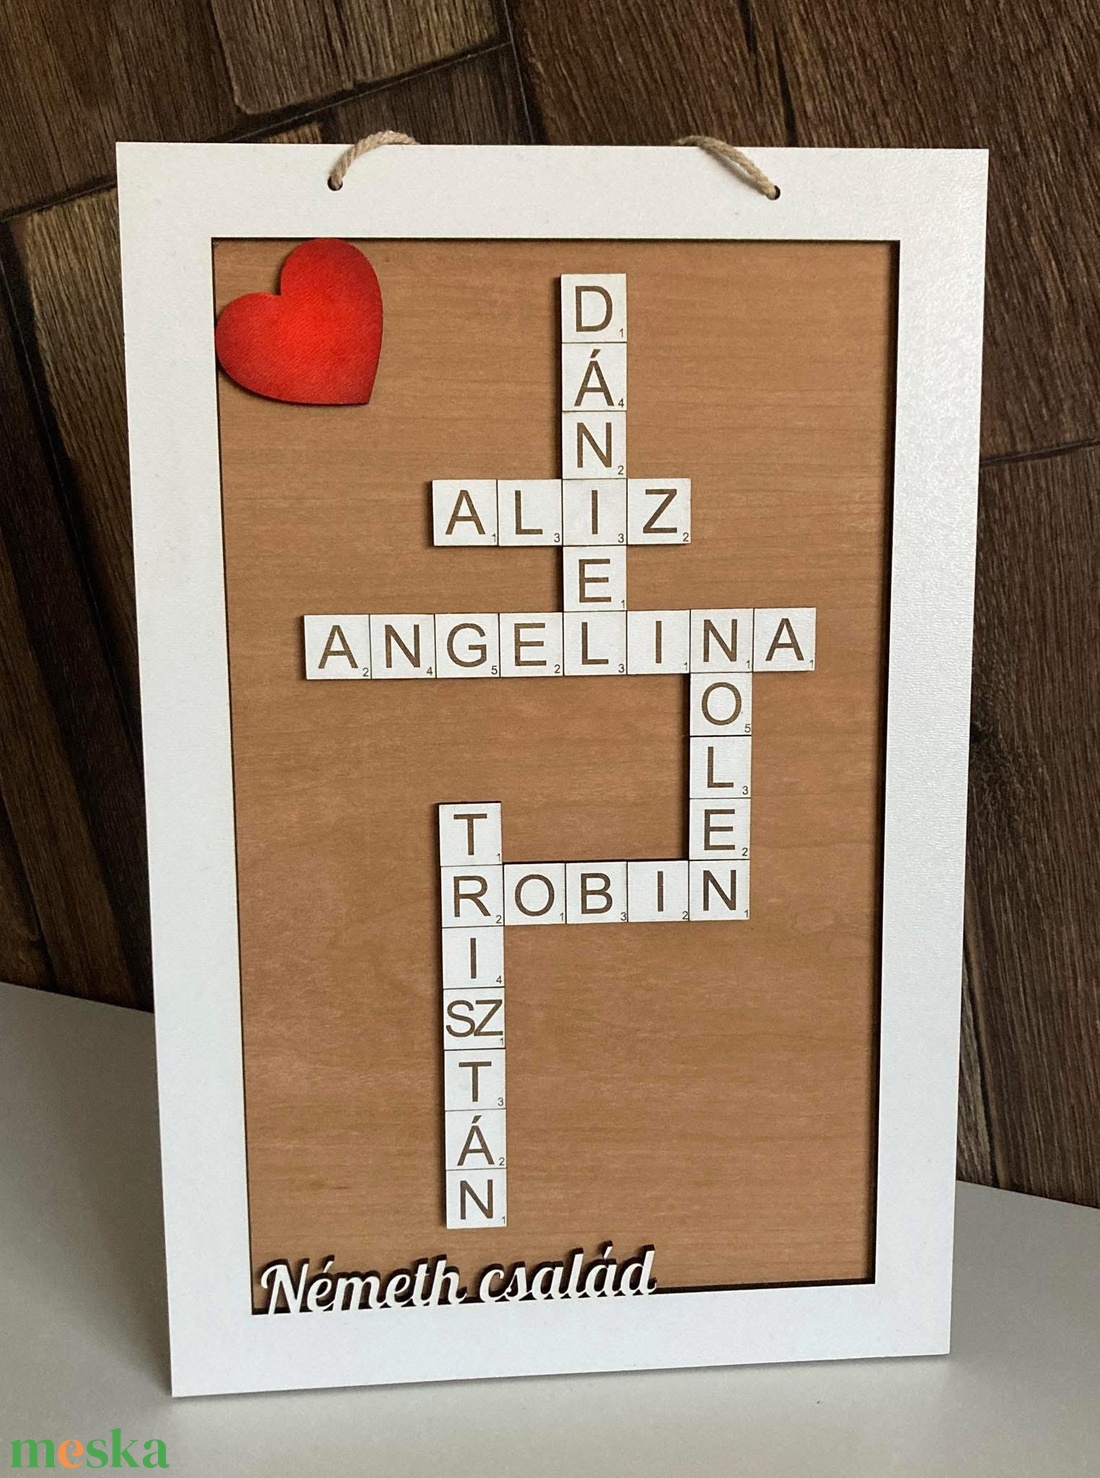 DÁNIEL
ALIZ
ANGELINA
NOLEN
ROBIN
TRISZTÁN
Németh család
meska